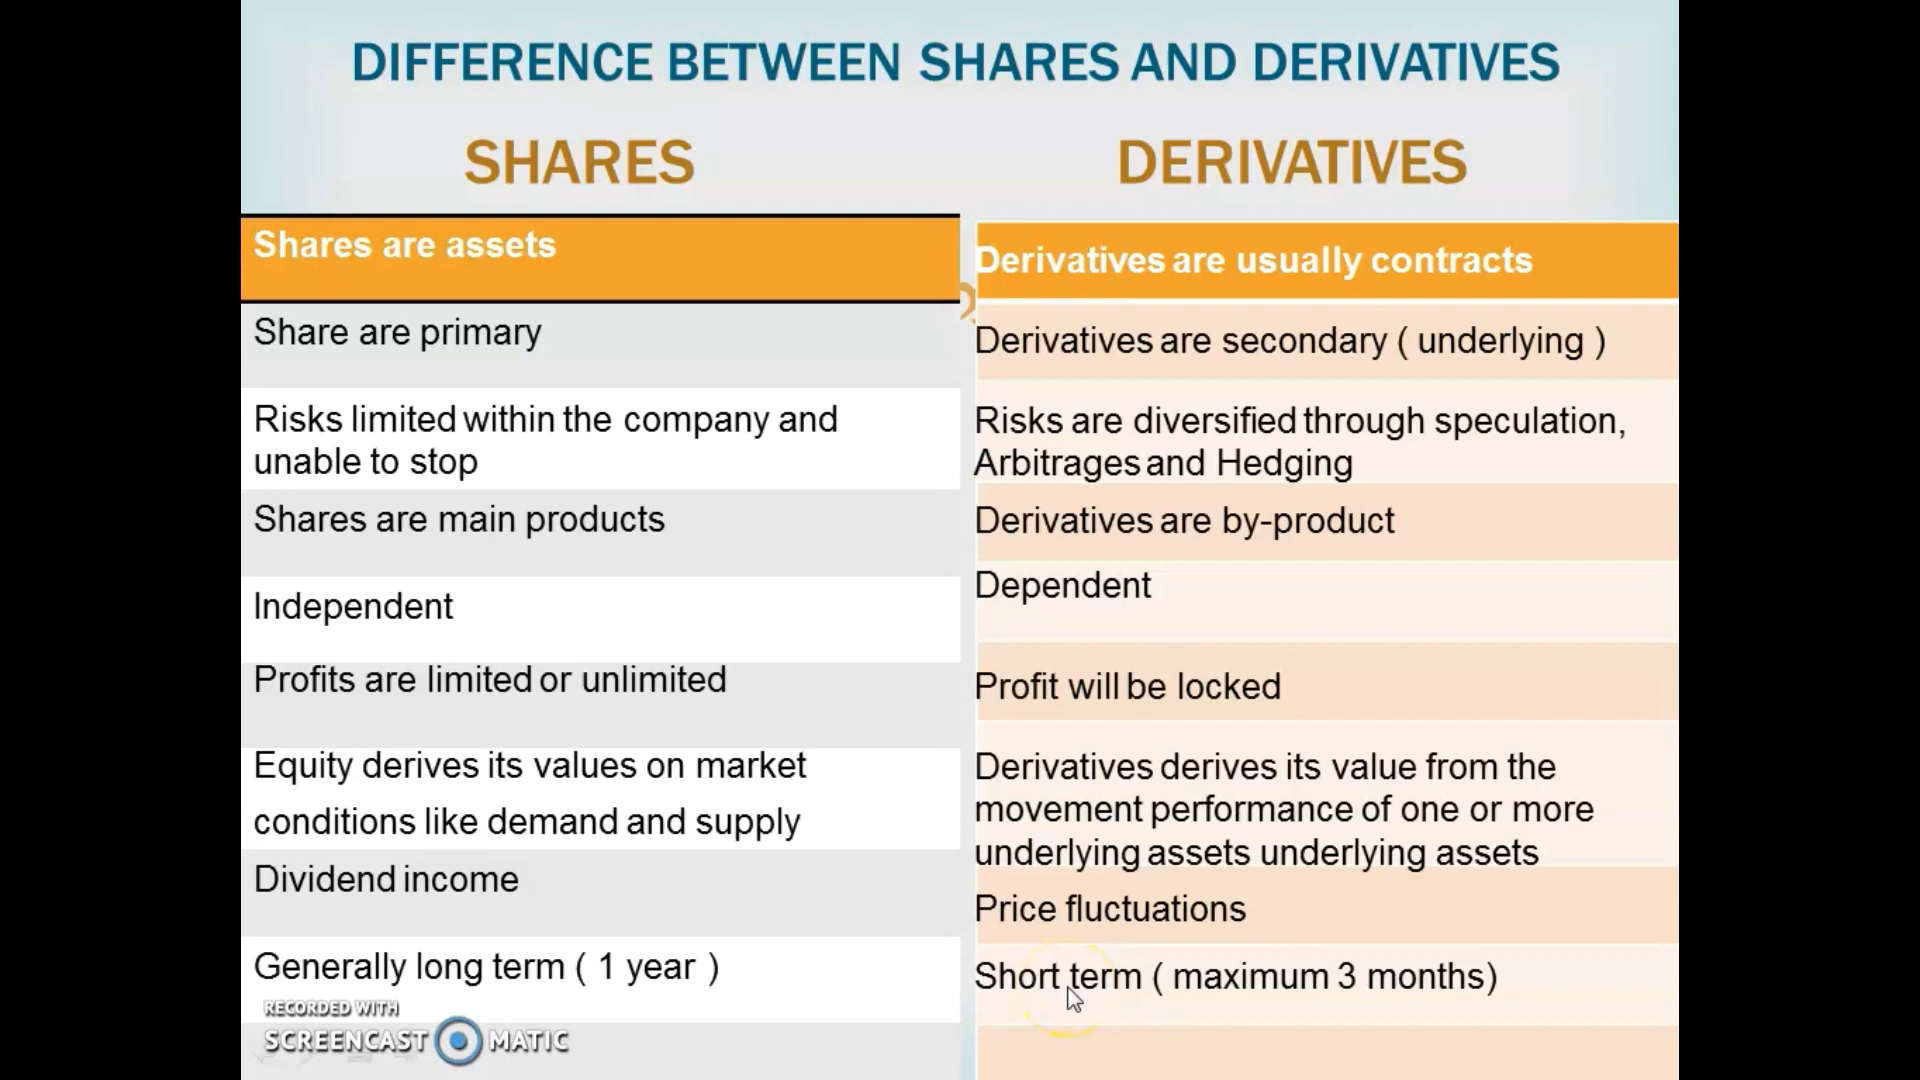 DIFFERENCE BETWEEN SHARES AND DERIVATIVES
SHARES
DERIVATIVES
Shares are assets
Derivatives are usually contracts
Share are primary
Derivatives are secondary ( underlying )
Risks limited within the company and
unable to stop
Risks are diversified through speculation,
Arbitrages and Hedging
Shares are main products
Derivatives are by-product
Independent
Dependent
Profits are limited or unlimited
Profit will be locked
Equity derives its values on market
conditions like demand and supply
Derivatives derives its value from the
movement performance of one or more
underlying assets underlying assets
Dividend income
Price fluctuations
Generally long term ( 1 year )
Short term ( maximum 3 months)
RECORDED WITH
SCREENCAST MATIC